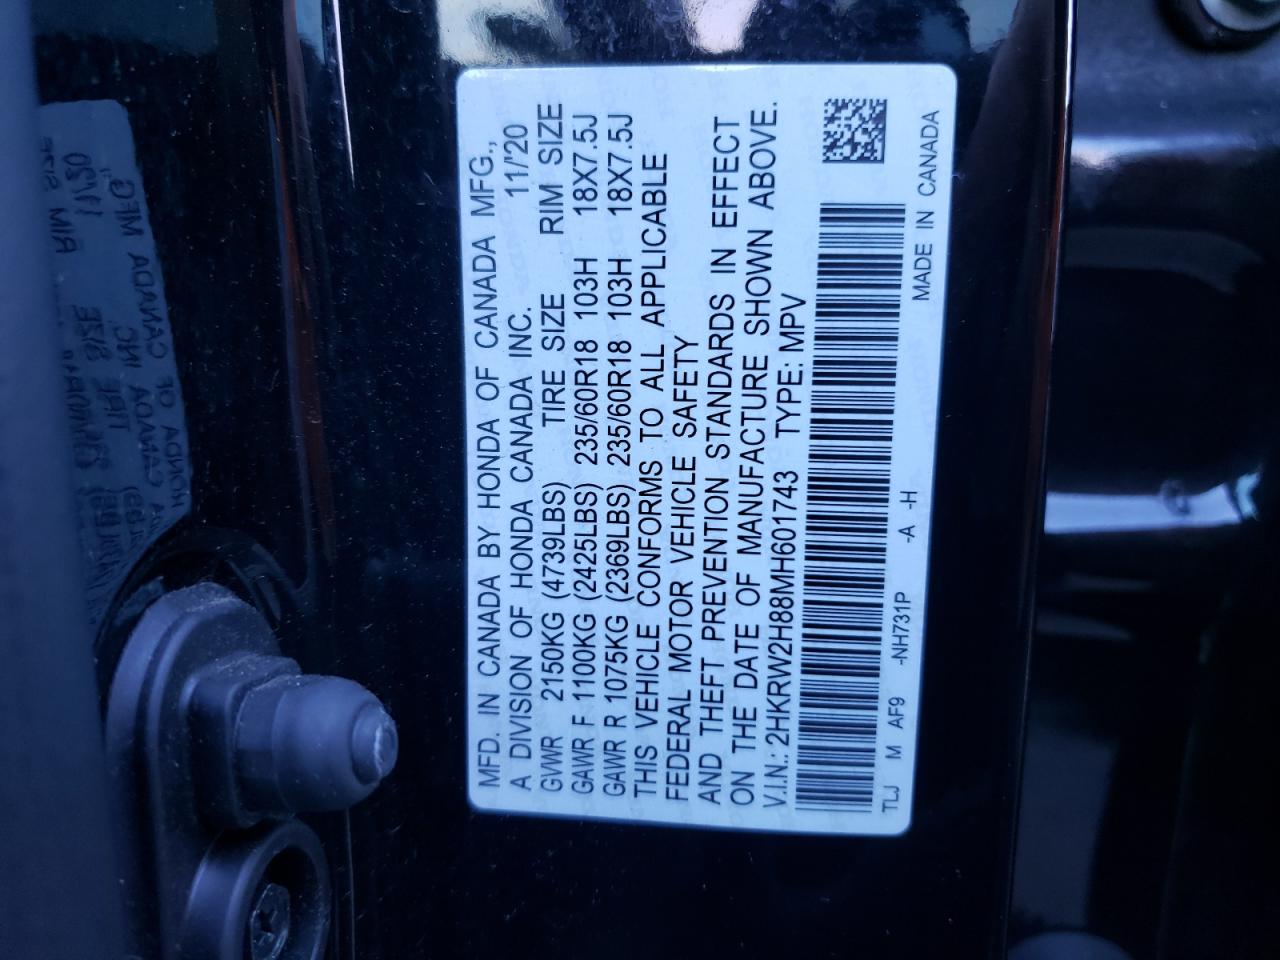 MFD. IN CANADA BY HONDA OF CANADA MFG.,
A DIVISION OF HONDA CANADA INC. 11/'20
GVWR 2150KG (4739LBS) TIRE SIZE RIM SIZE
GAWR F 1100KG (2425LBS) 235/60R18 103H 18X7.5J
GAWR R 1075KG (2369LBS) 235/60R18 103H 18X7.5J
THIS VEHICLE CONFORMS TO ALL APPLICABLE
FEDERAL MOTOR VEHICLE SAFETY
AND THEFT PREVENTION STANDARDS IN EFFECT
ON THE DATE OF MANUFACTURE SHOWN ABOVE.
V.I.N.: 2HKRW2H88MH601743 TYPE: MPV
TLJ
M AF9 -NH731P -A -H
MADE IN CANADA